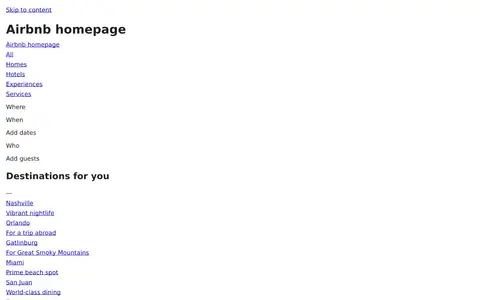 Skip to content
Airbnb homepage
Airbnb homepage
All
Homes
Hotels
Experiences
Services
Where
When
Add dates
Who
Add guests
Destinations for you
—
Nashville
Vibrant nightlife
Orlando
For a trip abroad
Gatlinburg
For Great Smoky Mountains
Miami
Prime beach spot
San Juan
World-class dining